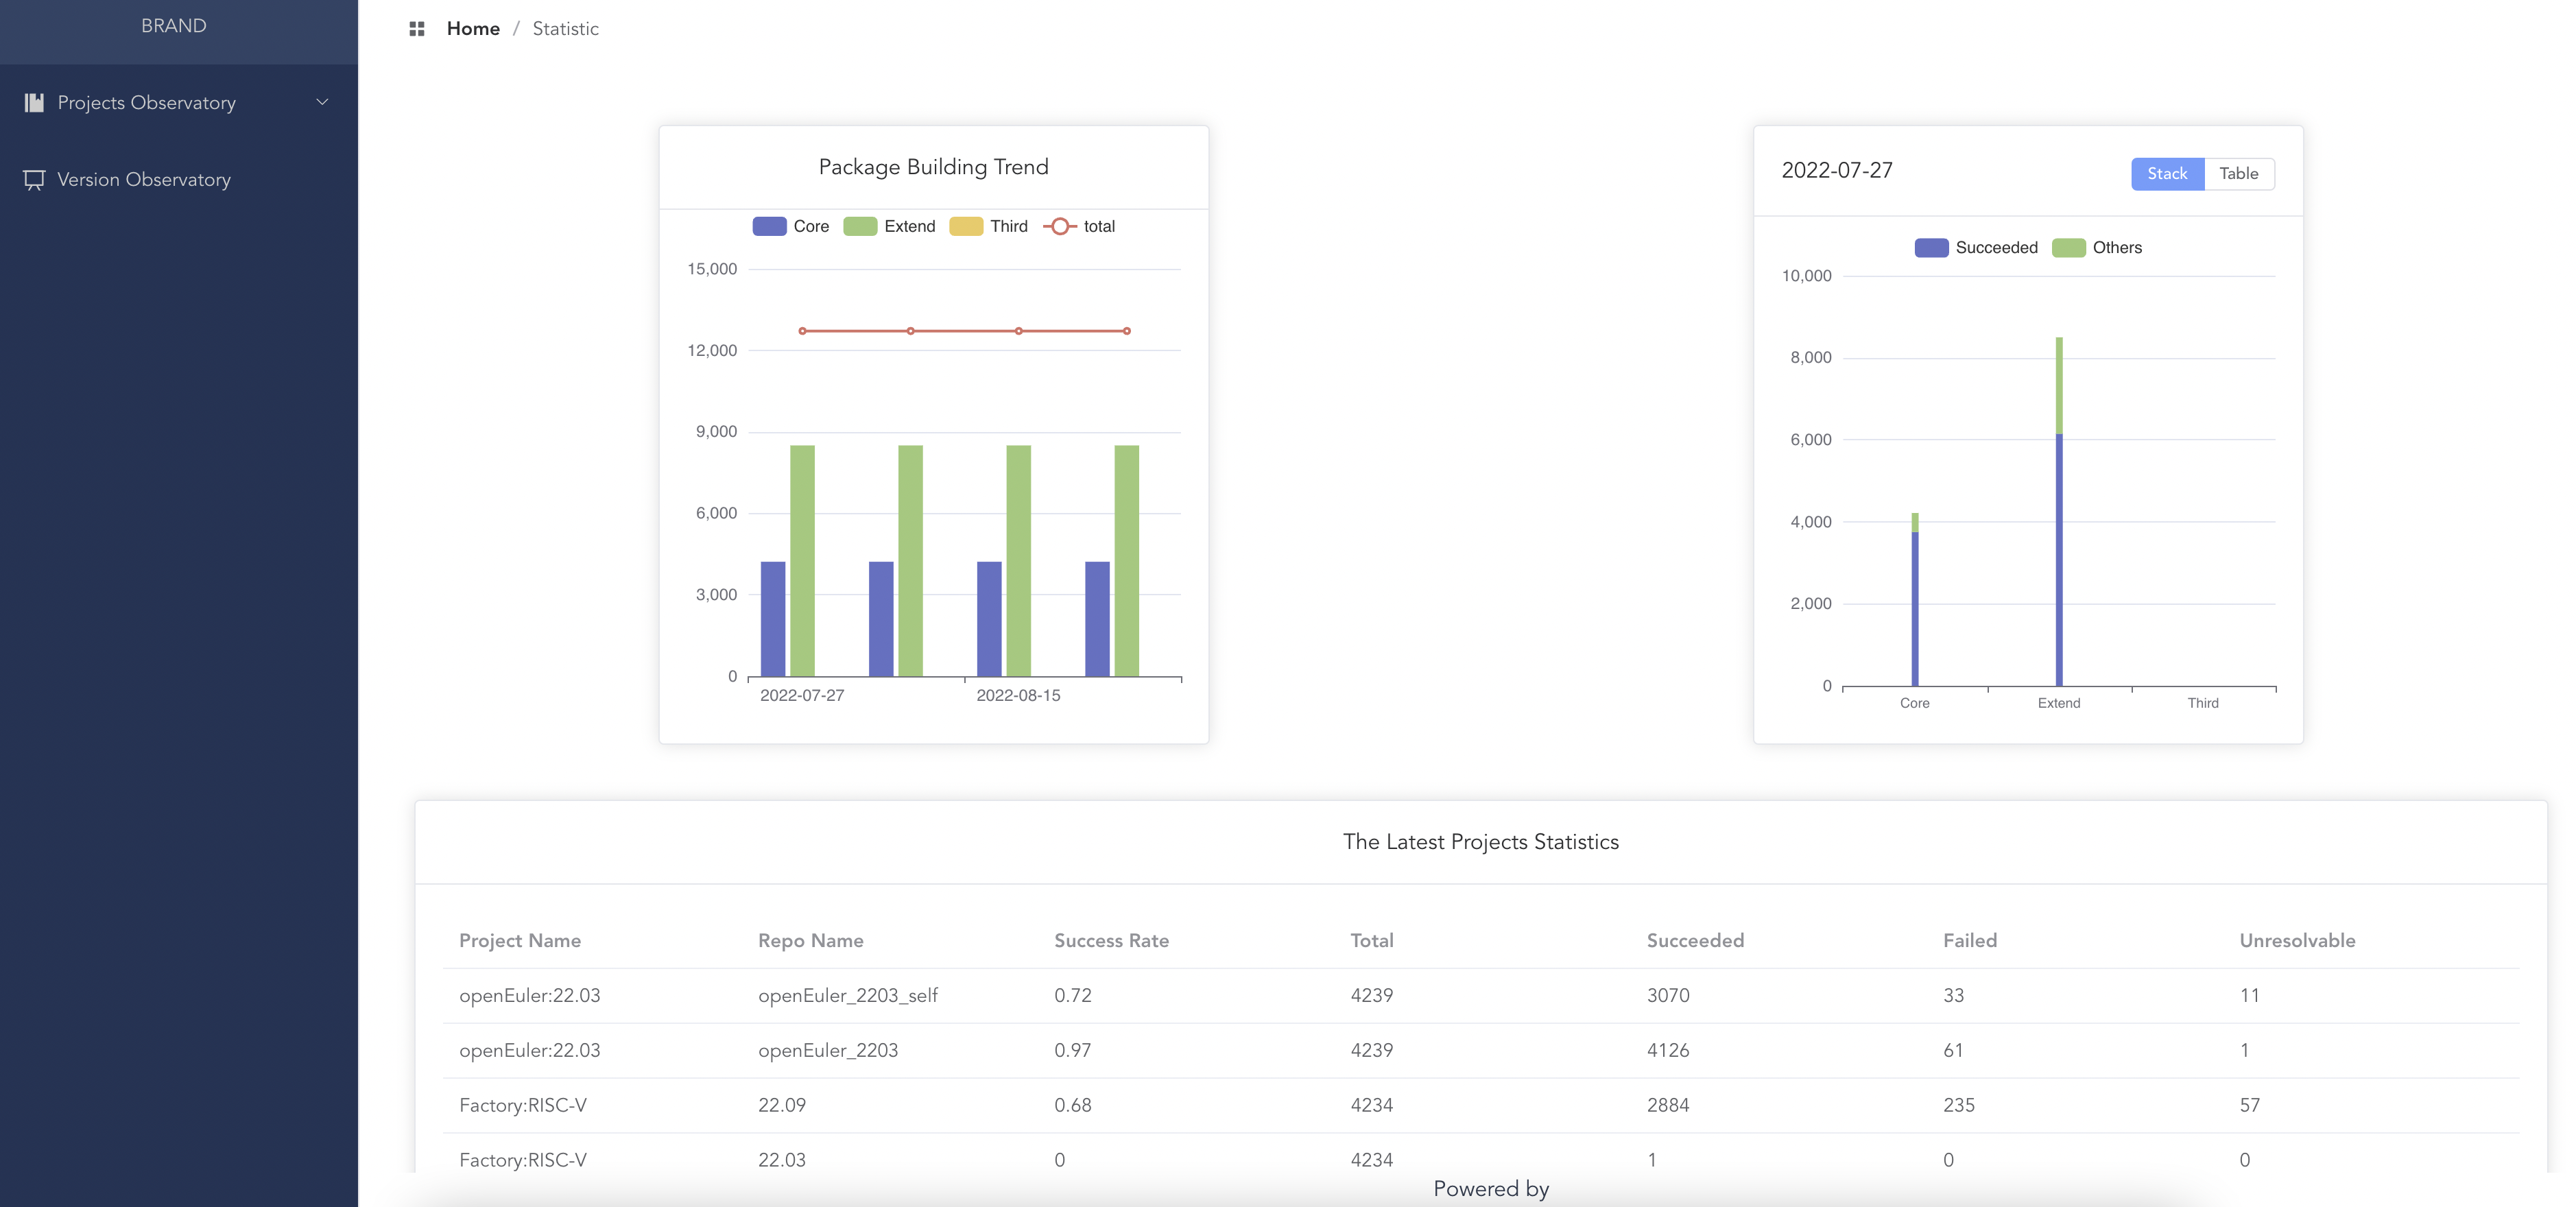 BRAND
Projects Observatory
Version Observatory
Home / Statistic
Package Building Trend
Core Extend Third total
15,000
12,000
9,000
6,000
3,000
0
2022-07-27 2022-08-15
2022-07-27 Stack Table
Succeeded Others
10,000
8,000
6,000
4,000
2,000
0
Core Extend Third
The Latest Projects Statistics
Project Name Repo Name Success Rate Total Succeeded Failed Unresolvable
openEuler:22.03 openEuler_2203_self 0.72 4239 3070 33 11
openEuler:22.03 openEuler_2203 0.97 4239 4126 61 1
Factory:RISC-V 22.09 0.68 4234 2884 235 57
Factory:RISC-V 22.03 0 4234 1 0 0
Powered by